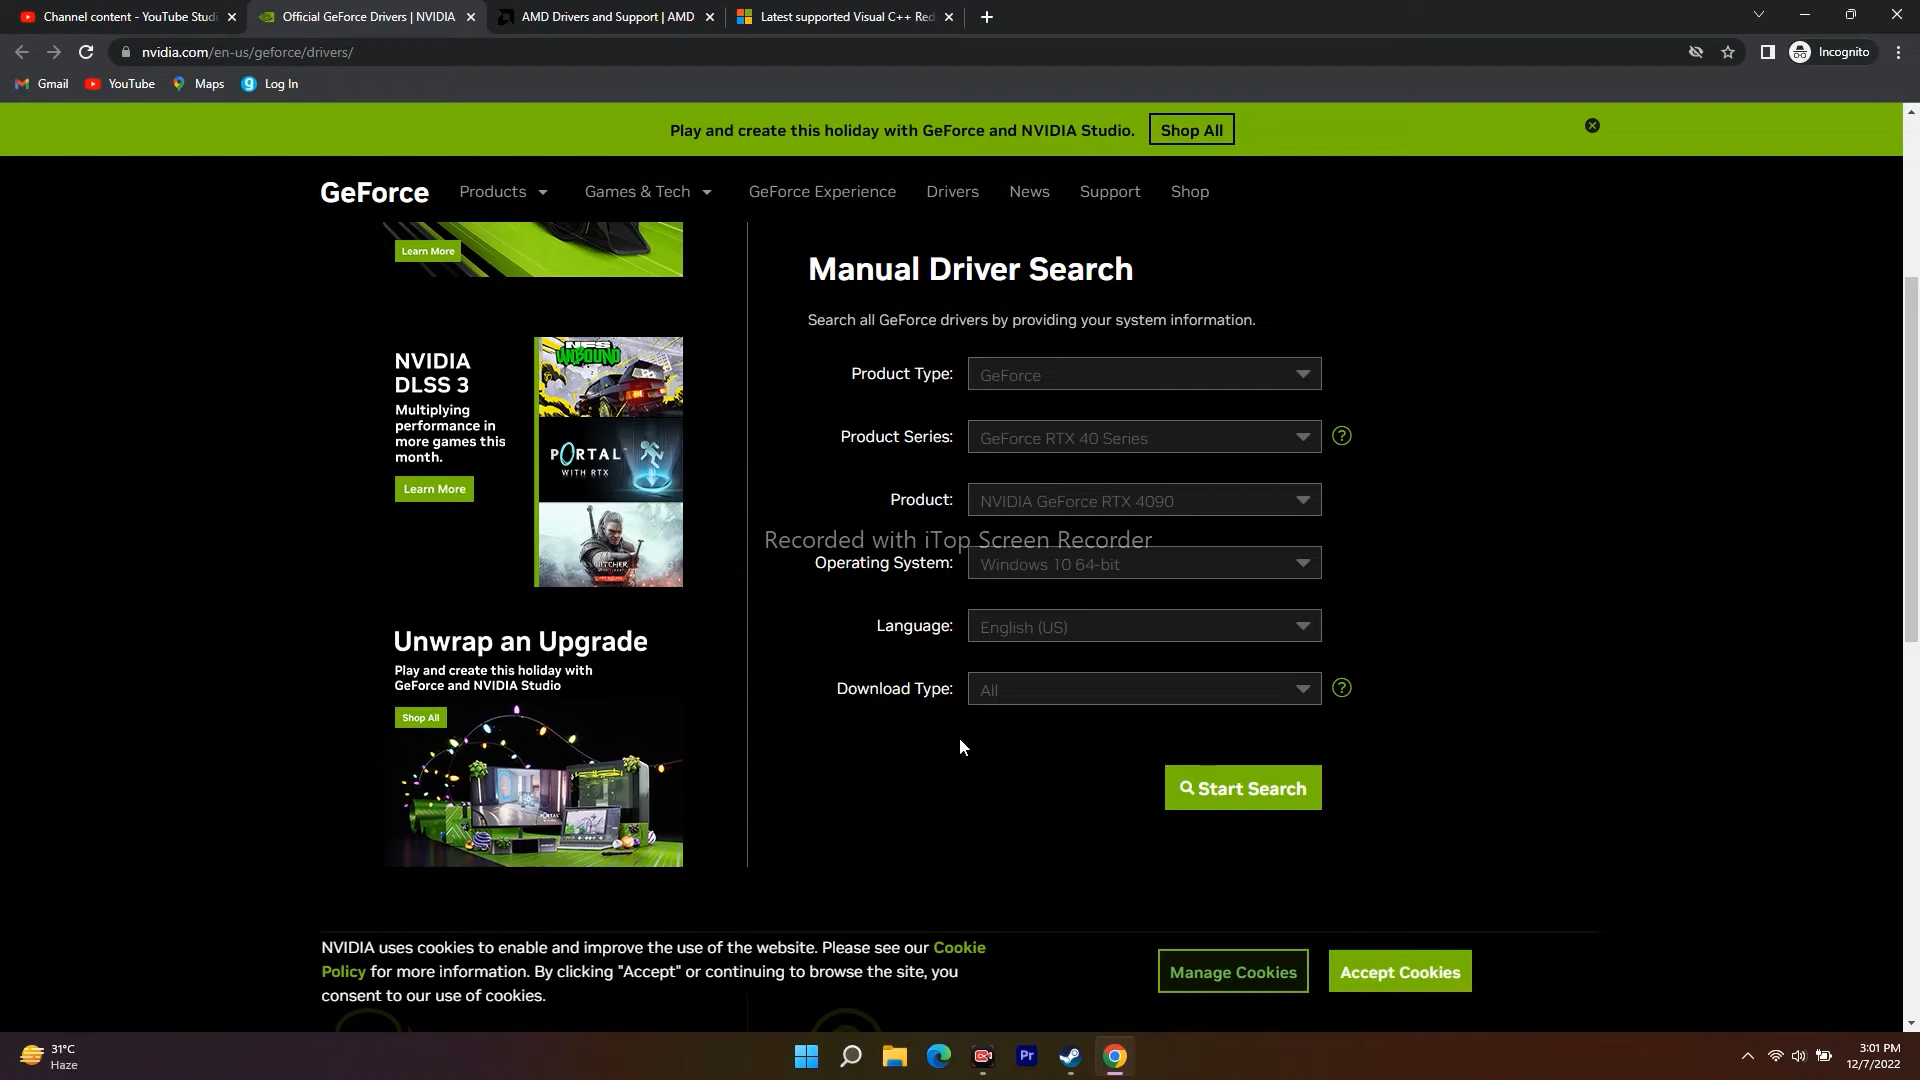 Channel content - YouTube Studi
Official GeForce Drivers | NVIDIA
AMD Drivers and Support | AMD
Latest supported Visual C++ Red
nvidia.com/en-us/geforce/drivers/
Incognito
Gmail
YouTube
Maps
Log In
Play and create this holiday with GeForce and NVIDIA Studio.
Shop All
GeForce
Products
Games & Tech
GeForce Experience
Drivers
News
Support
Shop
Learn More
Manual Driver Search
Search all GeForce drivers by providing your system information.
Product Type:
GeForce
Product Series:
GeForce RTX 40 Series
?
Product:
NVIDIA GeForce RTX 4090
Recorded with iTop Screen Recorder
Operating System:
Windows 10 64-bit
Language:
English (US)
Download Type:
All
?
Start Search
NVIDIA
DLSS 3
Multiplying
performance in
more games this
month.
Learn More
NFS
UNBOUND
PORTAL
WITH RTX
WITCHER
Unwrap an Upgrade
Play and create this holiday with
GeForce and NVIDIA Studio
Shop All
NVIDIA uses cookies to enable and improve the use of the website. Please see our Cookie
Policy for more information. By clicking "Accept" or continuing to browse the site, you
consent to our use of cookies.
Manage Cookies
Accept Cookies
31°C
Haze
Pr
3:01 PM
12/7/2022